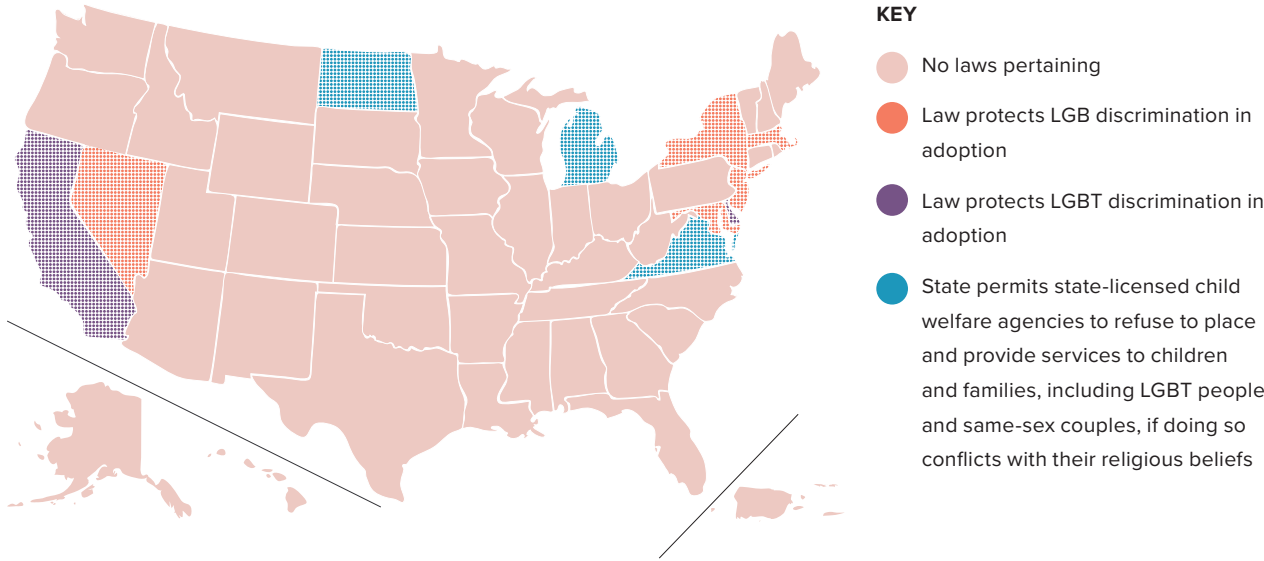 KEY
No laws pertaining
Law protects LGB discrimination in
adoption
Law protects LGBT discrimination in
adoption
State permits state-licensed child
welfare agencies to refuse to place
and provide services to children
and families, including LGBT people
and same-sex couples, if doing so
conflicts with their religious beliefs